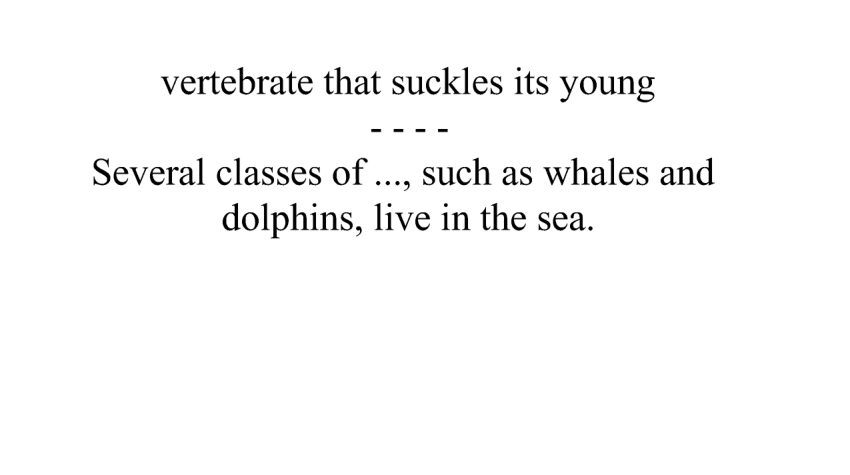 vertebrate that suckles its young
- - - -
Several classes of ..., such as whales and
dolphins, live in the sea.